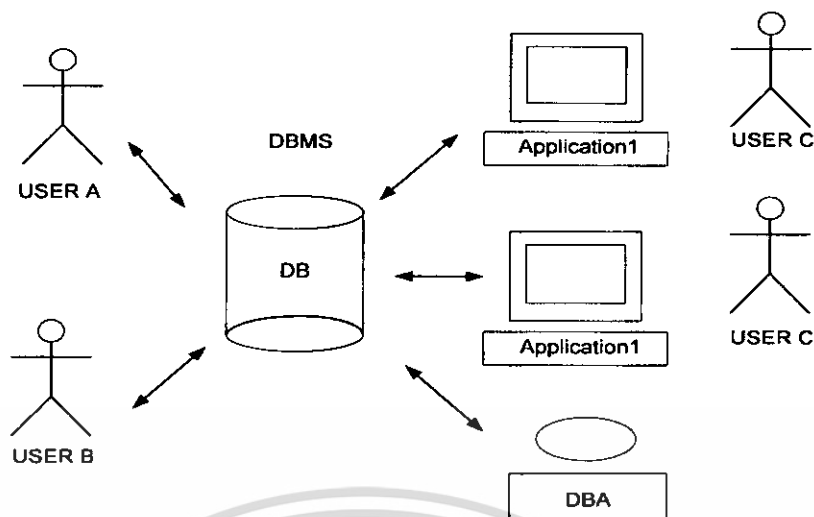 USER A
DBMS
DB
USER B
Application1
USER C
Application1
USER C
DBA